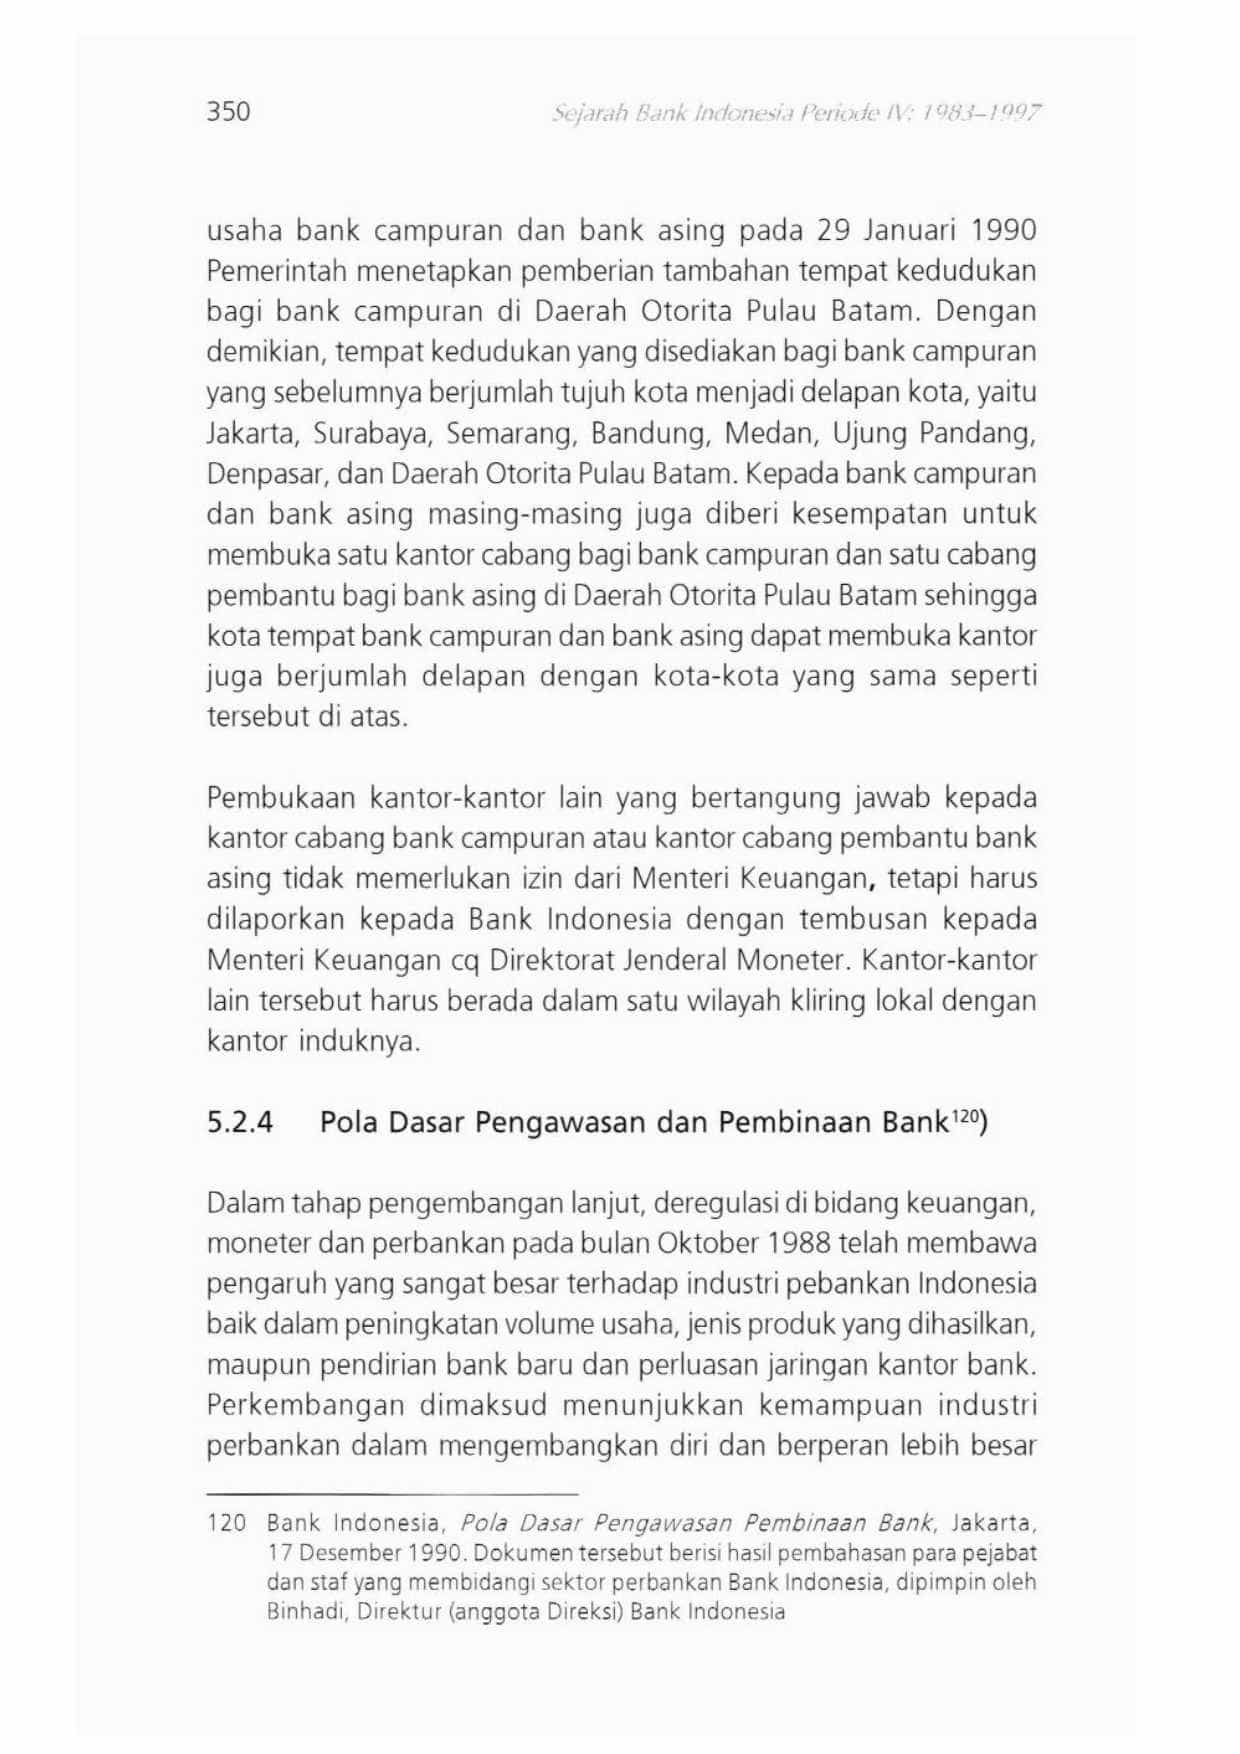 350
Sejarah Bank Indonesia Periode IV: 1983–1997
usaha bank campuran dan bank asing pada 29 Januari 1990
Pemerintah menetapkan pemberian tambahan tempat kedudukan
bagi bank campuran di Daerah Otorita Pulau Batam. Dengan
demikian, tempat kedudukan yang disediakan bagi bank campuran
yang sebelumnya berjumlah tujuh kota menjadi delapan kota, yaitu
Jakarta, Surabaya, Semarang, Bandung, Medan, Ujung Pandang,
Denpasar, dan Daerah Otorita Pulau Batam. Kepada bank campuran
dan bank asing masing-masing juga diberi kesempatan untuk
membuka satu kantor cabang bagi bank campuran dan satu cabang
pembantu bagi bank asing di Daerah Otorita Pulau Batam sehingga
kota tempat bank campuran dan bank asing dapat membuka kantor
juga berjumlah delapan dengan kota-kota yang sama seperti
tersebut di atas.
Pembukaan kantor-kantor lain yang bertangung jawab kepada
kantor cabang bank campuran atau kantor cabang pembantu bank
asing tidak memerlukan izin dari Menteri Keuangan, tetapi harus
dilaporkan kepada Bank Indonesia dengan tembusan kepada
Menteri Keuangan cq Direktorat Jenderal Moneter. Kantor-kantor
lain tersebut harus berada dalam satu wilayah kliring lokal dengan
kantor induknya.
5.2.4 Pola Dasar Pengawasan dan Pembinaan Bank120)
Dalam tahap pengembangan lanjut, deregulasi di bidang keuangan,
moneter dan perbankan pada bulan Oktober 1988 telah membawa
pengaruh yang sangat besar terhadap industri pebankan Indonesia
baik dalam peningkatan volume usaha, jenis produk yang dihasilkan,
maupun pendirian bank baru dan perluasan jaringan kantor bank.
Perkembangan dimaksud menunjukkan kemampuan industri
perbankan dalam mengembangkan diri dan berperan lebih besar
120 Bank Indonesia, Pola Dasar Pengawasan Pembinaan Bank, Jakarta,
17 Desember 1990. Dokumen tersebut berisi hasil pembahasan para pejabat
dan staf yang membidangi sektor perbankan Bank Indonesia, dipimpin oleh
Binhadi, Direktur (anggota Direksi) Bank Indonesia